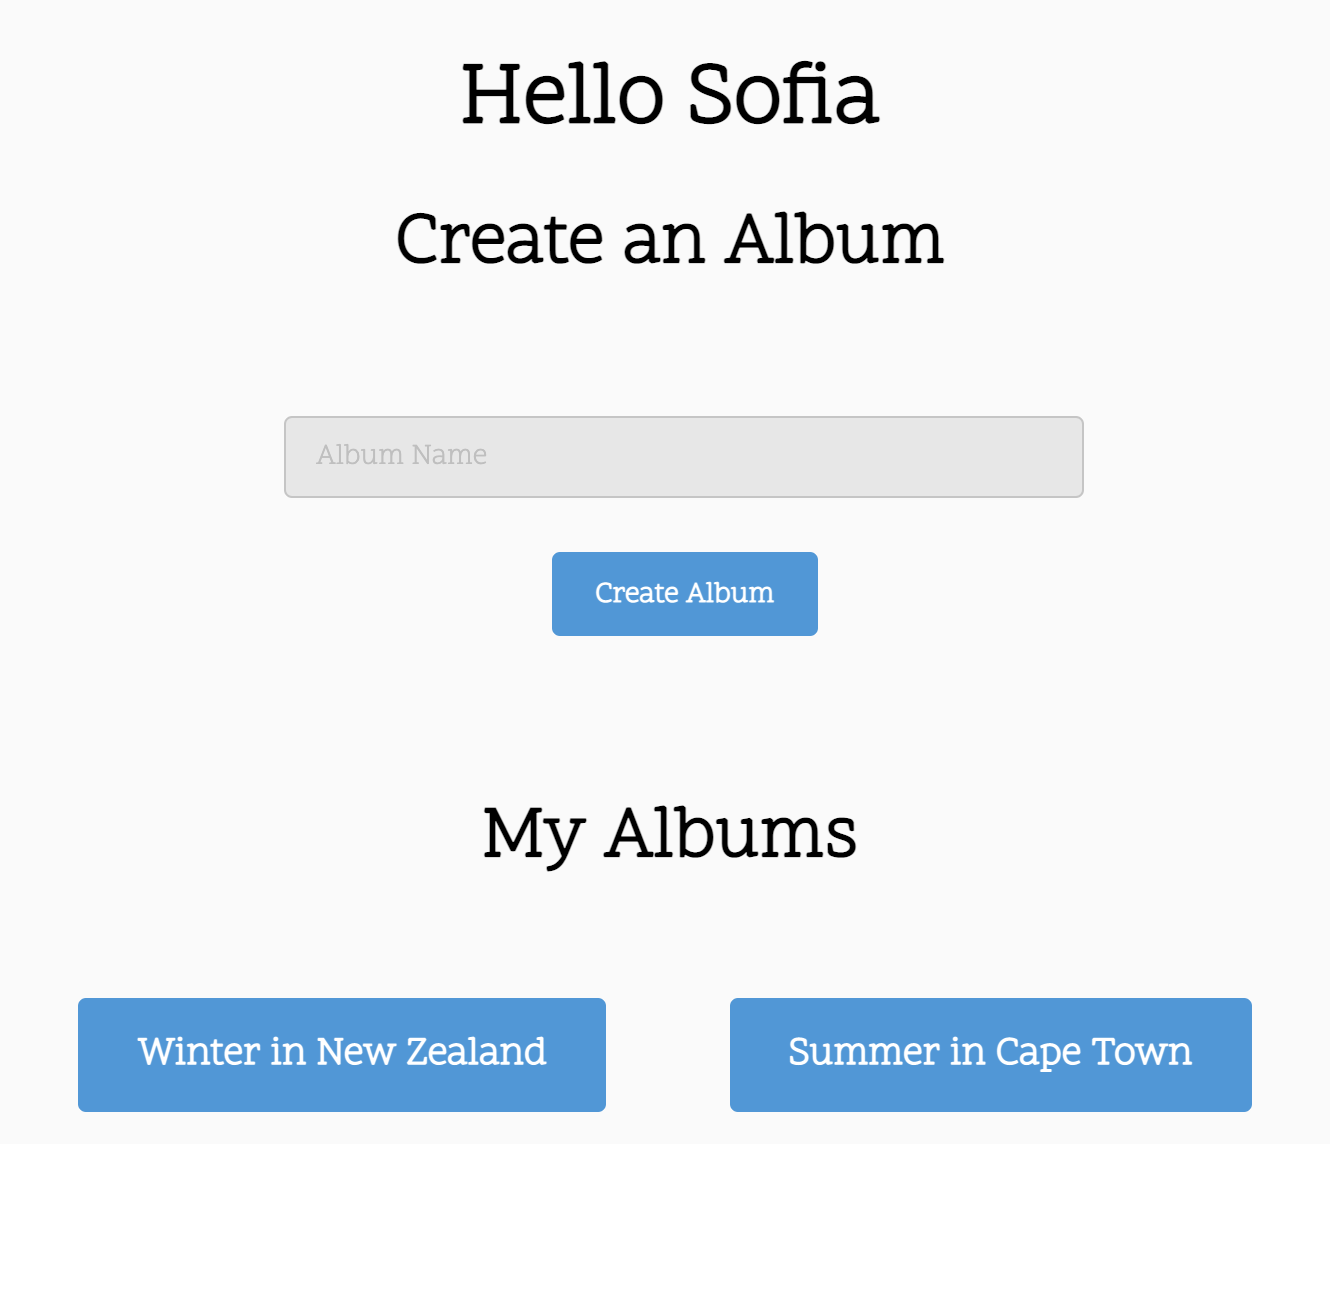 Hello Sofia
Create an Album
Album Name
Create Album
My Albums
Winter in New Zealand
Summer in Cape Town